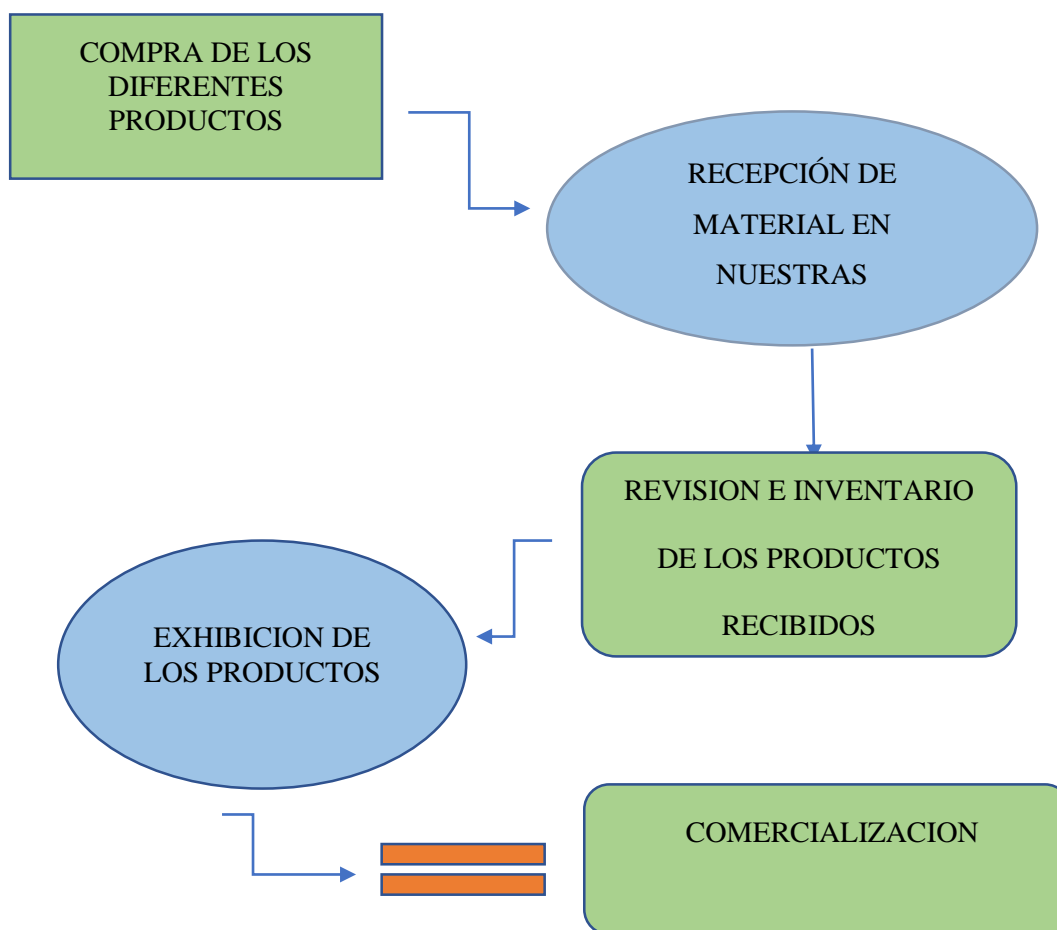 COMPRA DE LOS
DIFERENTES
PRODUCTOS
RECEPCIÓN DE
MATERIAL EN
NUESTRAS
REVISION E INVENTARIO
DE LOS PRODUCTOS
RECIBIDOS
EXHIBICION DE
LOS PRODUCTOS
COMERCIALIZACION